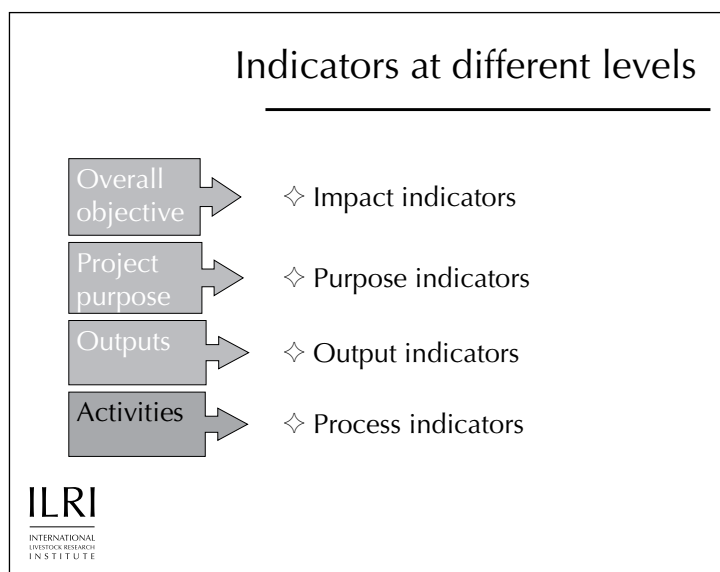 Indicators at different levels
Overall
objective
✧ Impact indicators
Project
purpose
✧ Purpose indicators
Outputs
✧ Output indicators
Activities
✧ Process indicators
ILRI
INTERNATIONAL
LIVESTOCK RESEARCH
INSTITUTE